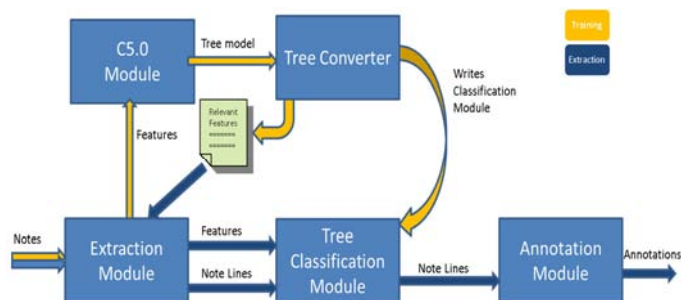 Training
Extraction
C5.0
Module
Tree model
Tree Converter
Writes
Classification
Module
Relevant
Features
=======
=======
Features
Notes
Extraction
Module
Features
Note Lines
Tree
Classification
Module
Note Lines
Annotation
Module
Annotations